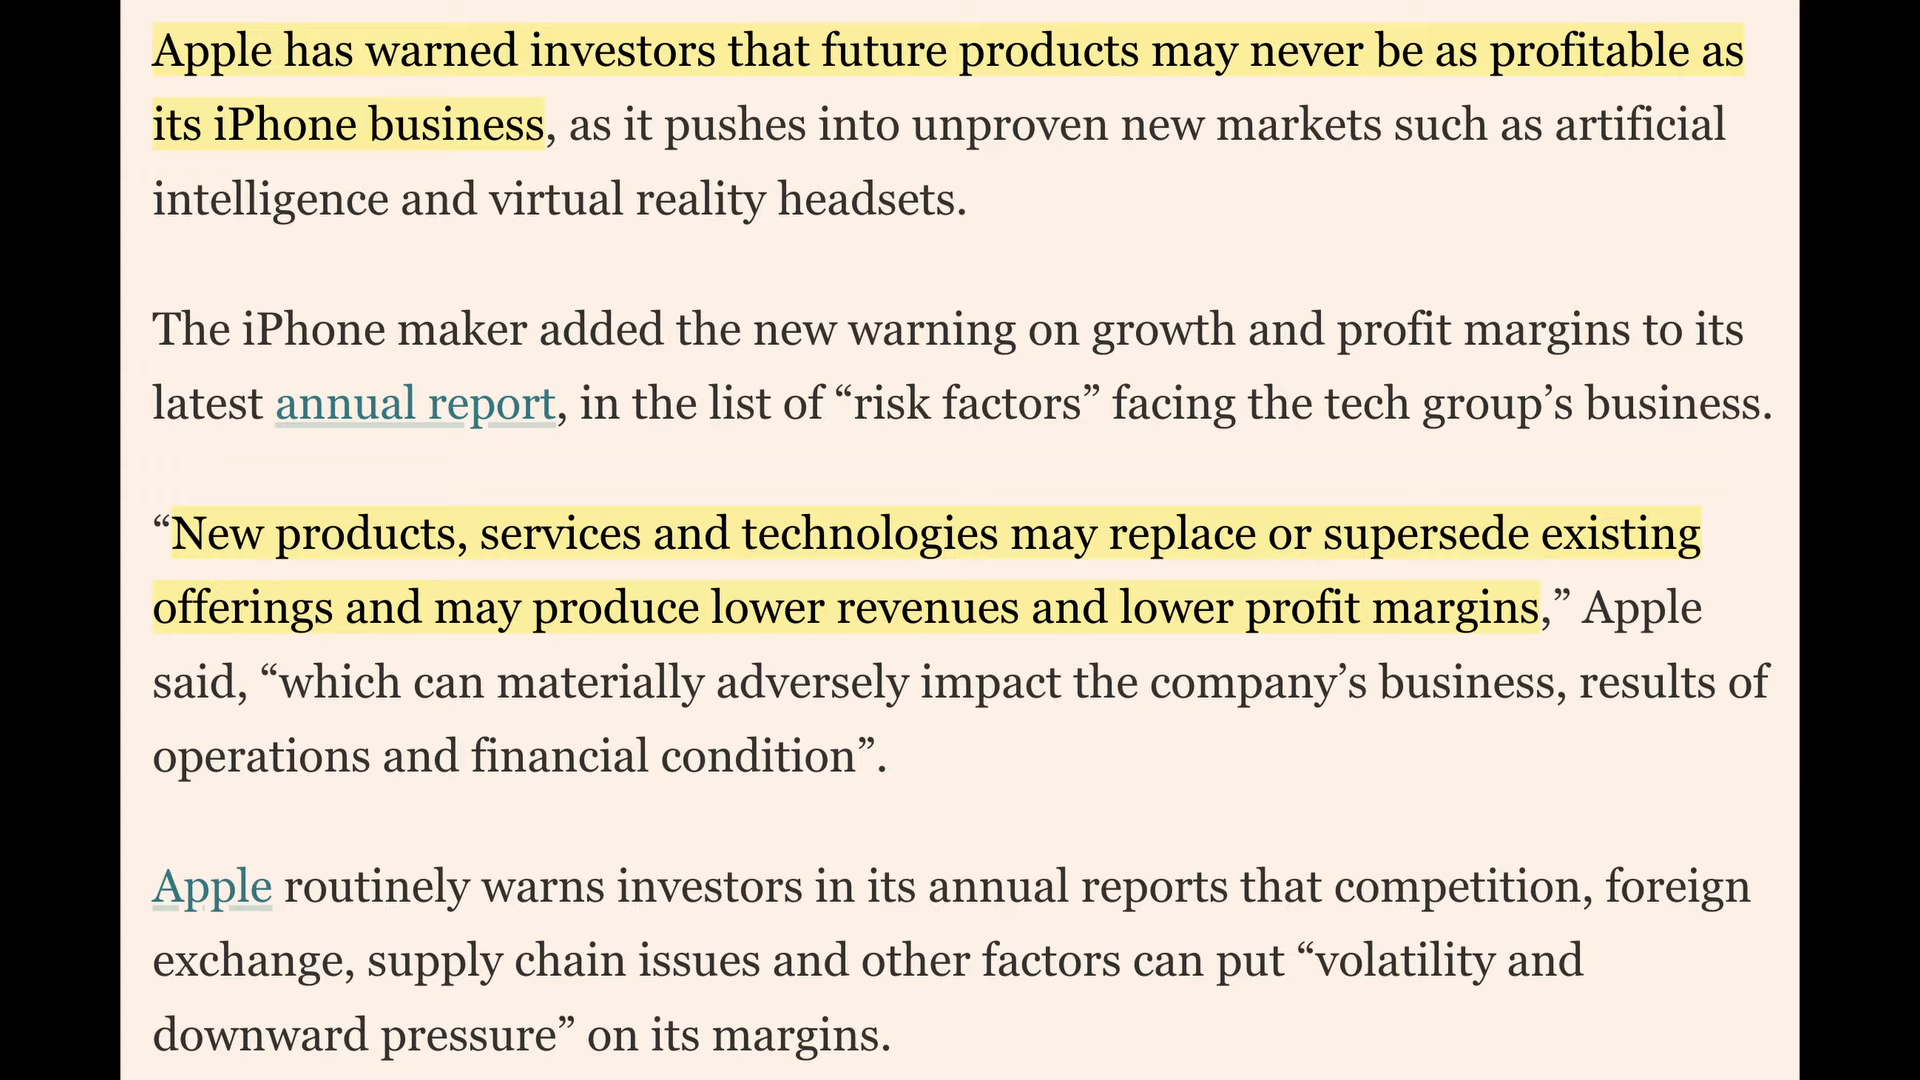 Apple has warned investors that future products may never be as profitable as
its iPhone business, as it pushes into unproven new markets such as artificial
intelligence and virtual reality headsets.
The iPhone maker added the new warning on growth and profit margins to its
latest annual report, in the list of “risk factors” facing the tech group’s business.
“New products, services and technologies may replace or supersede existing
offerings and may produce lower revenues and lower profit margins,” Apple
said, “which can materially adversely impact the company’s business, results of
operations and financial condition”.
Apple routinely warns investors in its annual reports that competition, foreign
exchange, supply chain issues and other factors can put “volatility and
downward pressure” on its margins.